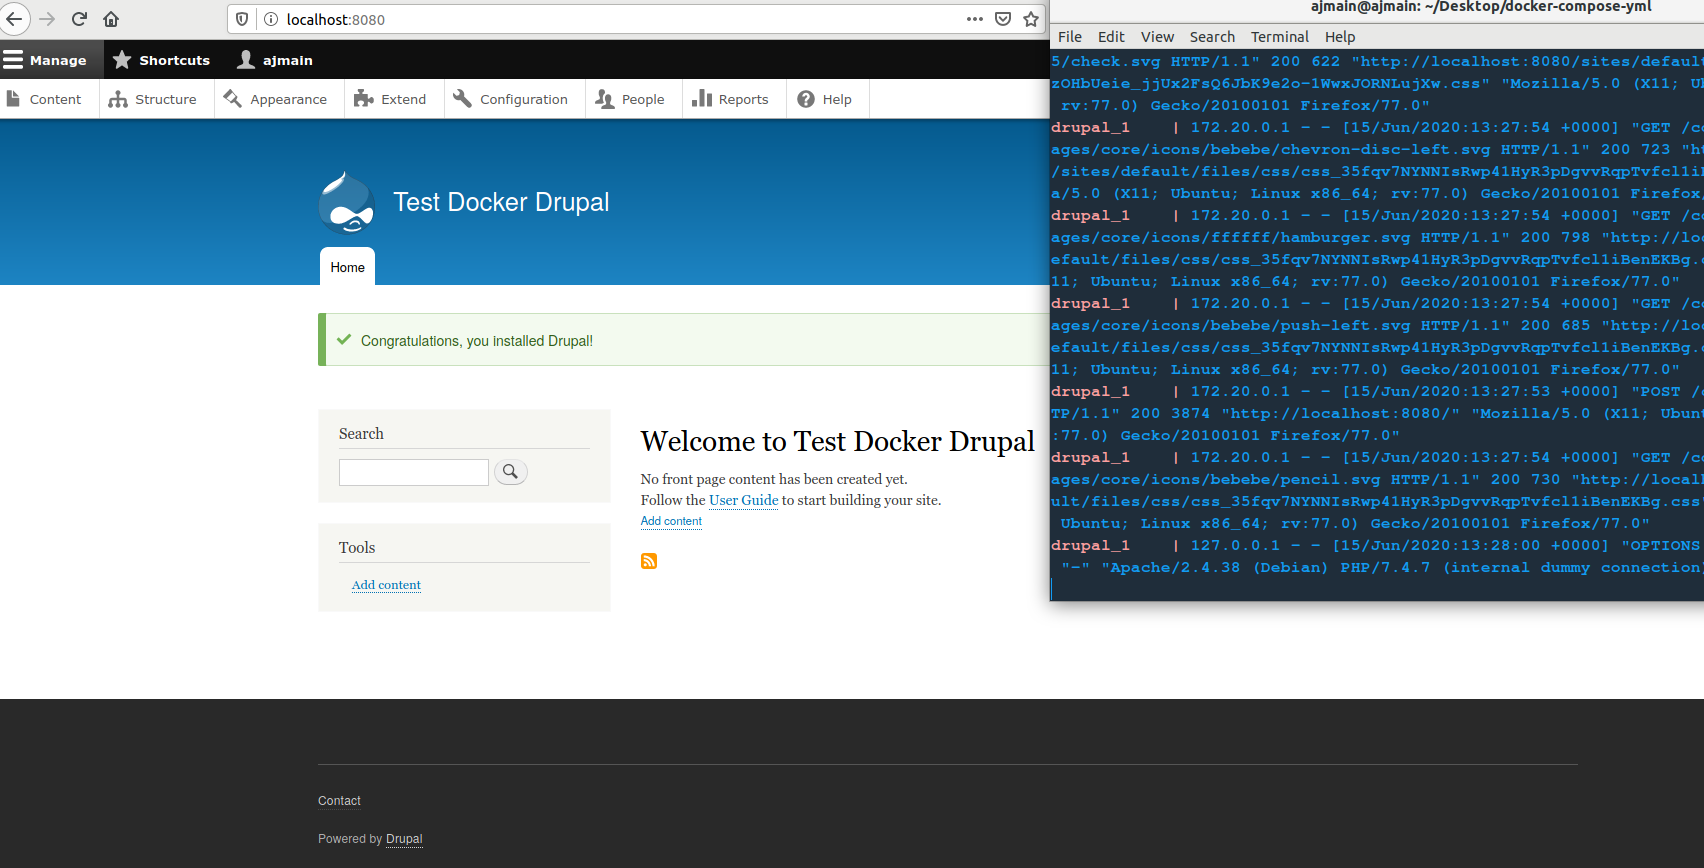 localhost:8080
Manage
Shortcuts
ajmain
Content
Structure
Appearance
Extend
Configuration
People
Reports
Help
Test Docker Drupal
Home
Congratulations, you installed Drupal!
Search
Tools
Add content
Welcome to Test Docker Drupal
No front page content has been created yet.
Follow the User Guide to start building your site.
Add content
Contact
Powered by Drupal
ajmain@ajmain: ~/Desktop/docker-compose-yml
File Edit View Search Terminal Help
5/check.svg HTTP/1.1" 200 622 "http://localhost:8080/sites/default
zOHbUeie_jjUx2FsQ6JbK9e2o-1WwxJORNLujXw.css" "Mozilla/5.0 (X11; Ub
rv:77.0) Gecko/20100101 Firefox/77.0"
drupal_1 | 172.20.0.1 - - [15/Jun/2020:13:27:54 +0000] "GET /co
ages/core/icons/bebebe/chevron-disc-left.svg HTTP/1.1" 200 723 "ht
/sites/default/files/css/css_35fqv7NYNNIsRwp41HyR3pDgvvRqpTvfcl1iB
a/5.0 (X11; Ubuntu; Linux x86_64; rv:77.0) Gecko/20100101 Firefox/
drupal_1 | 172.20.0.1 - - [15/Jun/2020:13:27:54 +0000] "GET /co
ages/core/icons/ffffff/hamburger.svg HTTP/1.1" 200 798 "http://loc
efault/files/css/css_35fqv7NYNNIsRwp41HyR3pDgvvRqpTvfcl1iBenEKBg.c
11; Ubuntu; Linux x86_64; rv:77.0) Gecko/20100101 Firefox/77.0"
drupal_1 | 172.20.0.1 - - [15/Jun/2020:13:27:54 +0000] "GET /co
ages/core/icons/bebebe/push-left.svg HTTP/1.1" 200 685 "http://loc
efault/files/css/css_35fqv7NYNNIsRwp41HyR3pDgvvRqpTvfcl1iBenEKBg.c
11; Ubuntu; Linux x86_64; rv:77.0) Gecko/20100101 Firefox/77.0"
drupal_1 | 172.20.0.1 - - [15/Jun/2020:13:27:53 +0000] "POST /c
TP/1.1" 200 3874 "http://localhost:8080/" "Mozilla/5.0 (X11; Ubunt
:77.0) Gecko/20100101 Firefox/77.0"
drupal_1 | 172.20.0.1 - - [15/Jun/2020:13:27:54 +0000] "GET /co
ages/core/icons/bebebe/pencil.svg HTTP/1.1" 200 730 "http://localh
ult/files/css/css_35fqv7NYNNIsRwp41HyR3pDgvvRqpTvfcl1iBenEKBg.css"
Ubuntu; Linux x86_64; rv:77.0) Gecko/20100101 Firefox/77.0"
drupal_1 | 127.0.0.1 - - [15/Jun/2020:13:28:00 +0000] "OPTIONS
"-" "Apache/2.4.38 (Debian) PHP/7.4.7 (internal dummy connection)